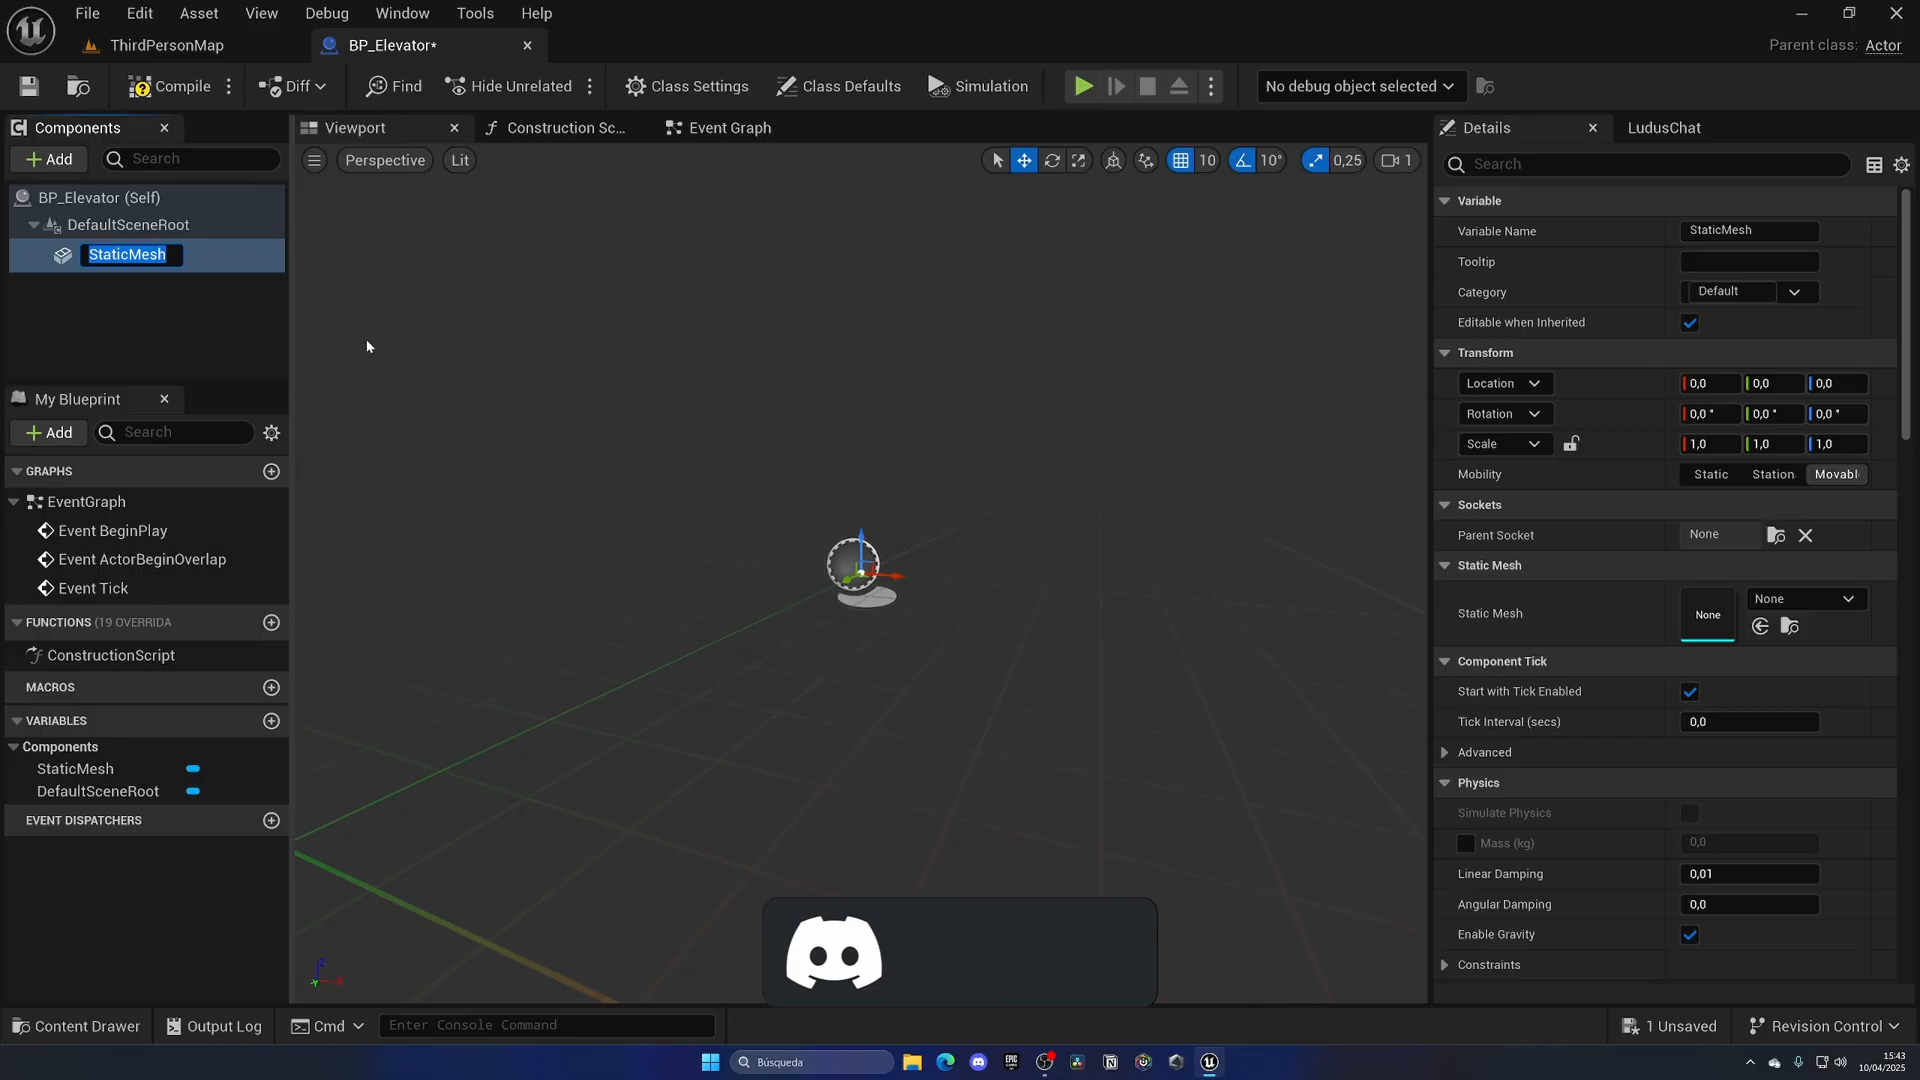 File Edit Asset View Debug Window Tools Help
ThirdPersonMap
BP_Elevator*
Parent class: Actor
Compile
Diff
Find
Hide Unrelated
Class Settings
Class Defaults
Simulation
No debug object selected
Components
Add
Search
BP_Elevator (Self)
DefaultSceneRoot
StaticMesh
My Blueprint
Add
Search
GRAPHS
EventGraph
Event BeginPlay
Event ActorBeginOverlap
Event Tick
FUNCTIONS (19 OVERRIDA
ConstructionScript
MACROS
VARIABLES
Components
StaticMesh
DefaultSceneRoot
EVENT DISPATCHERS
Viewport
Construction Sc...
Event Graph
Perspective
Lit
10
10°
0,25
1
Z
X
Y
Details
LudusChat
Search
Variable
Variable Name StaticMesh
Tooltip
Category Default
Editable when Inherited
Transform
Location 0,0 0,0 0,0
Rotation 0,0 ° 0,0 ° 0,0 °
Scale 1,0 1,0 1,0
Mobility Static Station Movabl
Sockets
Parent Socket None
Static Mesh
Static Mesh None None
Component Tick
Start with Tick Enabled
Tick Interval (secs) 0,0
Advanced
Physics
Simulate Physics
Mass (kg) 0,0
Linear Damping 0,01
Angular Damping 0,0
Enable Gravity
Constraints
Content Drawer
Output Log
Cmd
Enter Console Command
1 Unsaved
Revision Control
Búsqueda
EPIC GAMES
15:43
10/04/2025